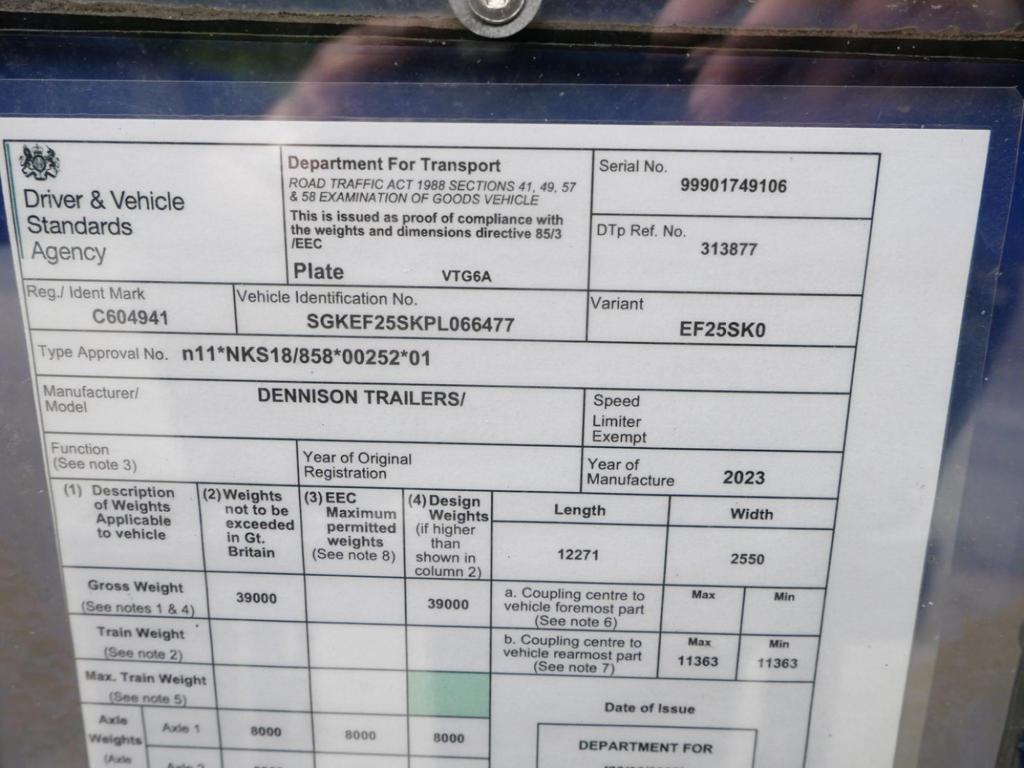 Driver & Vehicle
Standards
Agency
Department For Transport
ROAD TRAFFIC ACT 1988 SECTIONS 41, 49, 57
& 58 EXAMINATION OF GOODS VEHICLE
This is issued as proof of compliance with
the weights and dimensions directive 85/3
/EEC
Plate VTG6A
Serial No.
99901749106
DTp Ref. No.
313877
Reg./ Ident Mark
C604941
Vehicle Identification No.
SGKEF25SKPL066477
Variant
EF25SK0
Type Approval No. n11*NKS18/858*00252*01
Manufacturer/
Model
DENNISON TRAILERS/
Speed
Limiter
Exempt
Function
(See note 3)
Year of Original
Registration
Year of
Manufacture 2023
(1) Description
of Weights
Applicable
to vehicle
(2) Weights
not to be
exceeded
in Gt.
Britain
(3) EEC
Maximum
permitted
weights
(See note 8)
(4) Design
Weights
(if higher
than
shown in
column 2)
Length
12271
Width
2550
Gross Weight
(See notes 1 & 4)
39000
39000
a. Coupling centre to
vehicle foremost part
(See note 6)
Max
Min
Train Weight
(See note 2)
b. Coupling centre to
vehicle rearmost part
(See note 7)
Max
11363
Min
11363
Max. Train Weight
(See note 5)
Date of Issue
Axle
Weights
(Axle
Axle 1
8000
8000
8000
DEPARTMENT FOR